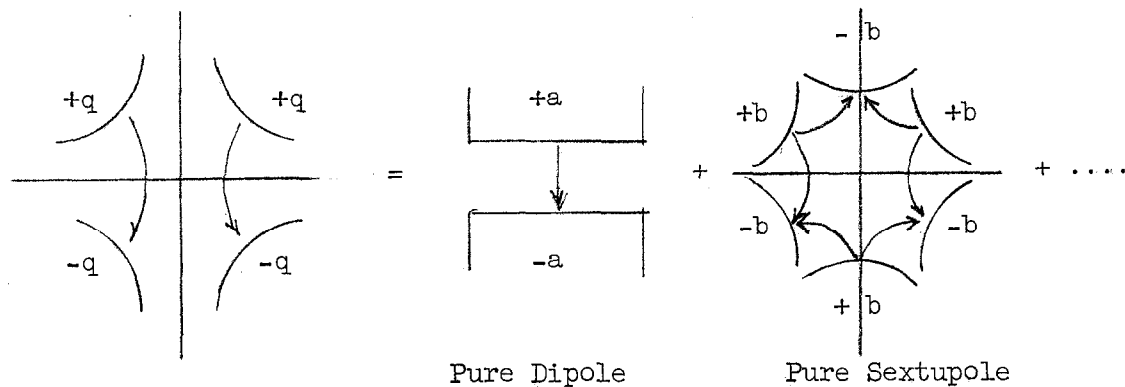 - b
+q +q +a +b +b
= + + ....
-q -q -a -b -b
+ b
Pure Dipole Pure Sextupole